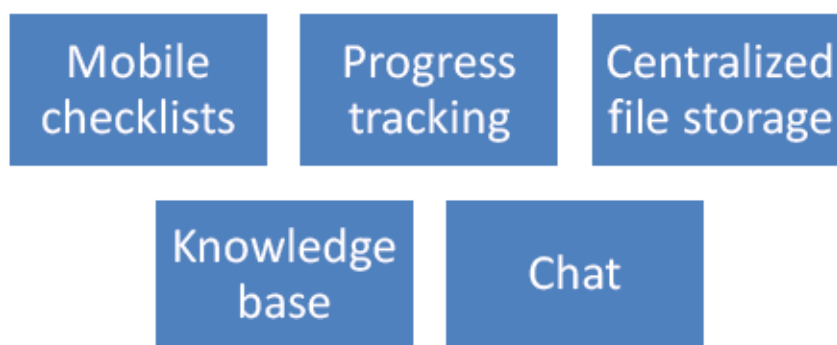 Mobile
checklists
Progress
tracking
Centralized
file storage
Knowledge
base
Chat